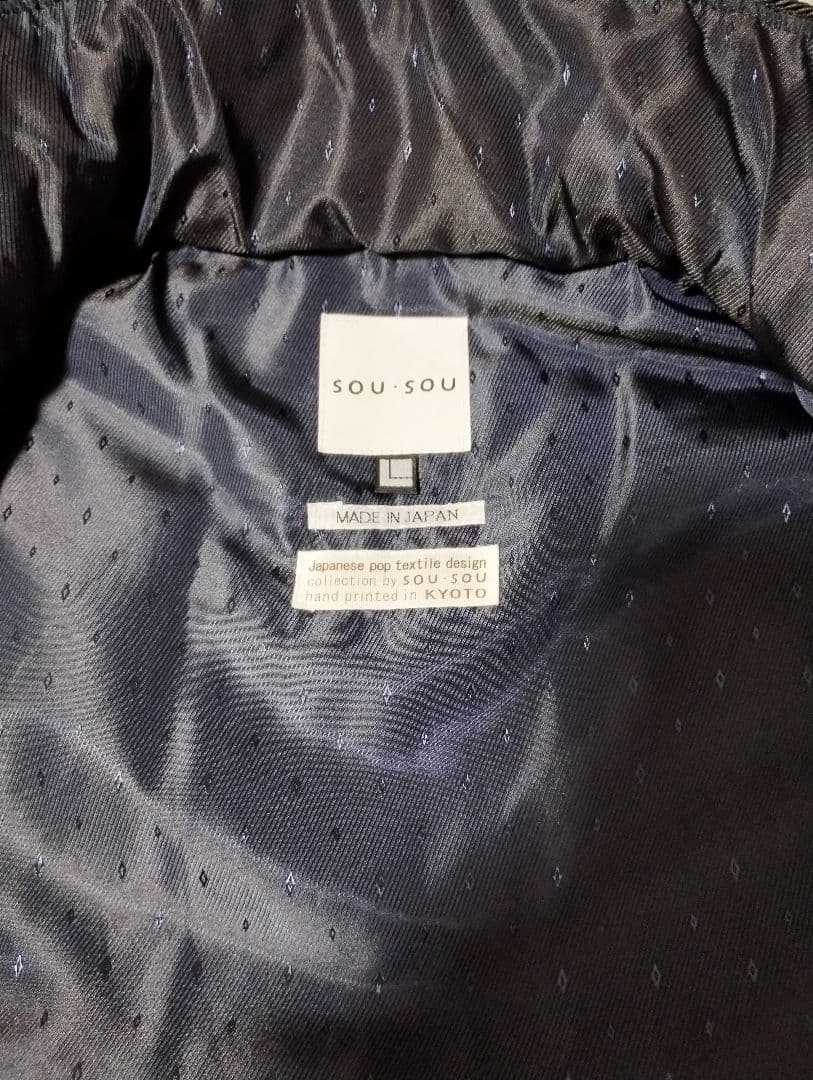 SOU・SOU
L
MADE IN JAPAN
Japanese pop textile design
collection by SOU・SOU
hand printed in KYOTO